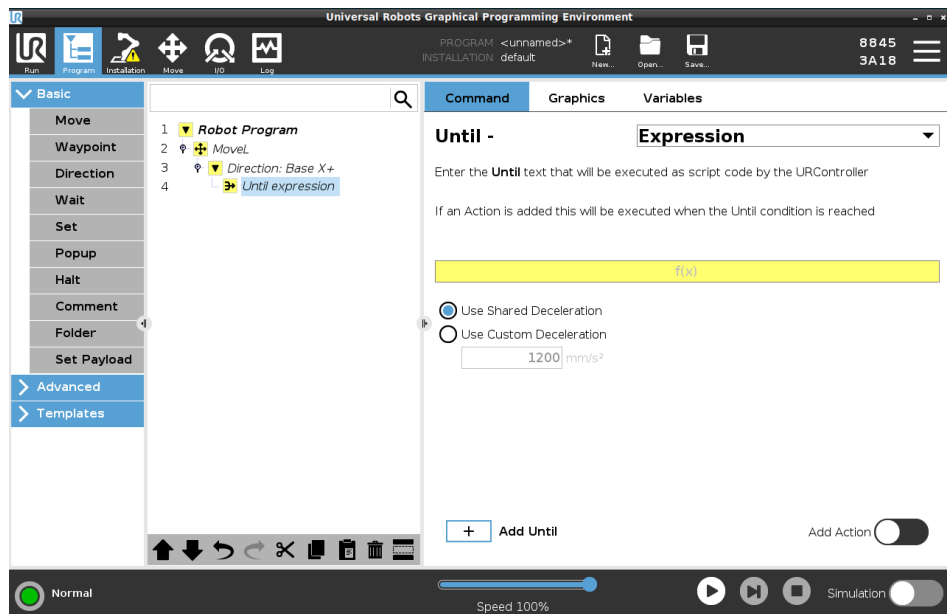 Universal Robots Graphical Programming Environment
PROGRAM <unnamed>*
INSTALLATION default
Run Program Installation Move I/O Log New... Open... Save...
8845
3A18
Basic
Move
Waypoint
Direction
Wait
Set
Popup
Halt
Comment
Folder
Set Payload
Advanced
Templates
1 Robot Program
2 MoveL
3 Direction: Base X+
4 Until expression
Command Graphics Variables
Until - Expression
Enter the Until text that will be executed as script code by the URController
If an Action is added this will be executed when the Until condition is reached
f(x)
Use Shared Deceleration
Use Custom Deceleration
1200 mm/s²
+ Add Until Add Action
Normal
Speed 100%
Simulation